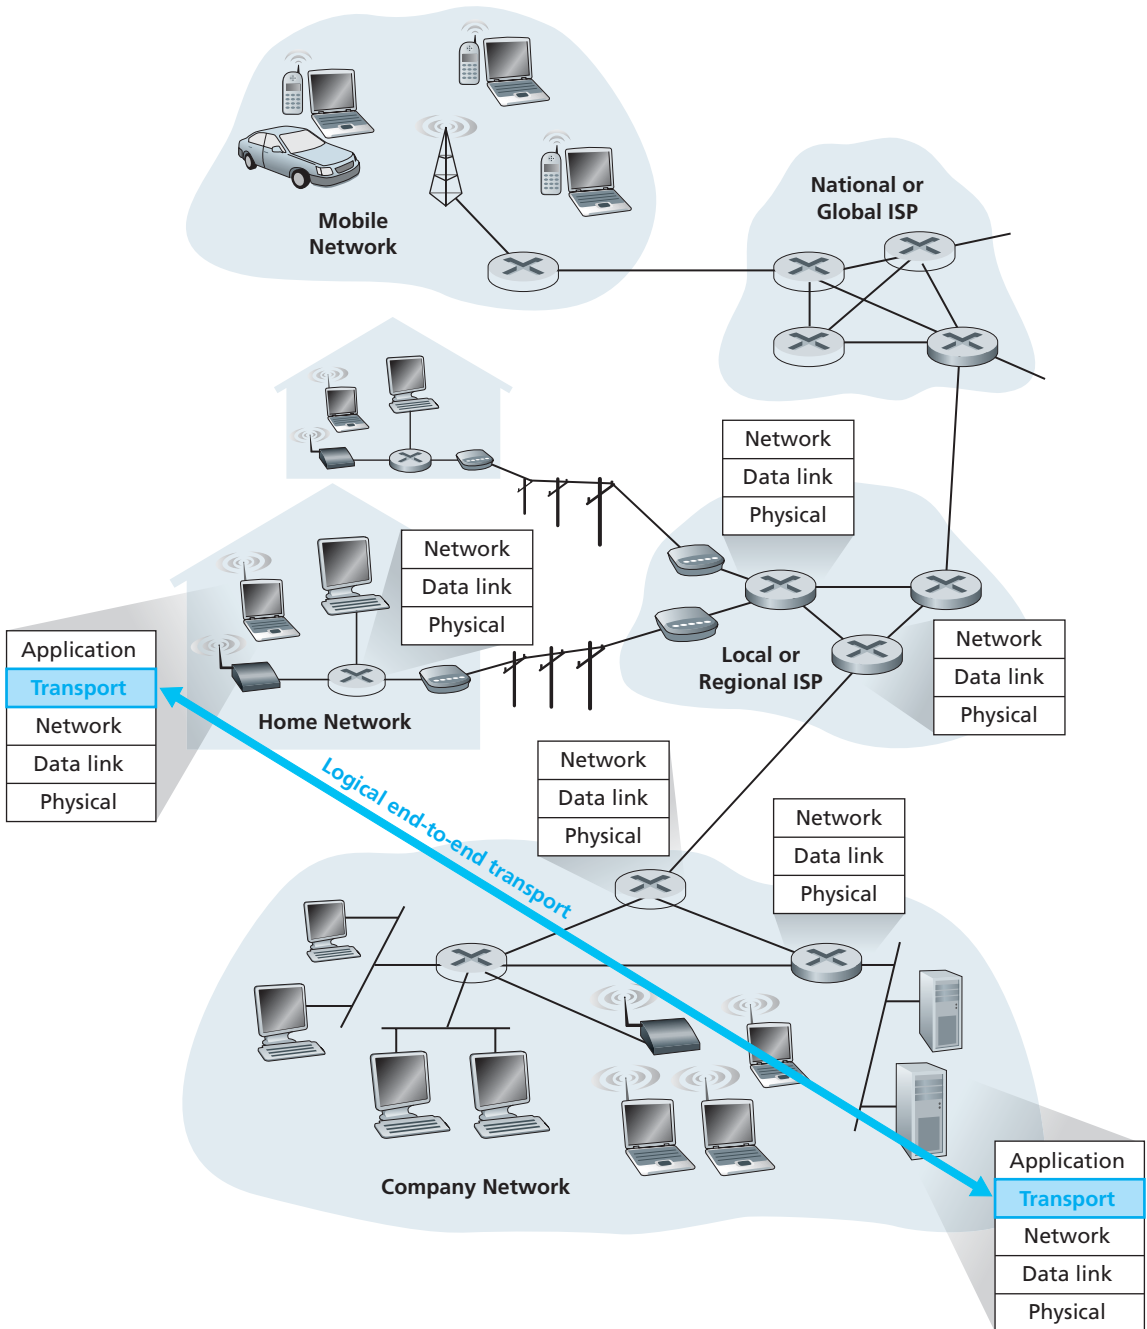 National or
Global ISP
Mobile
Network
Network
Data link
Physical
Network
Data link
Physical
Application
Transport
Network
Data link
Physical
Home Network
Local or
Regional ISP
Network
Data link
Physical
Logical end-to-end transport
Network
Data link
Physical
Network
Data link
Physical
Company Network
Application
Transport
Network
Data link
Physical